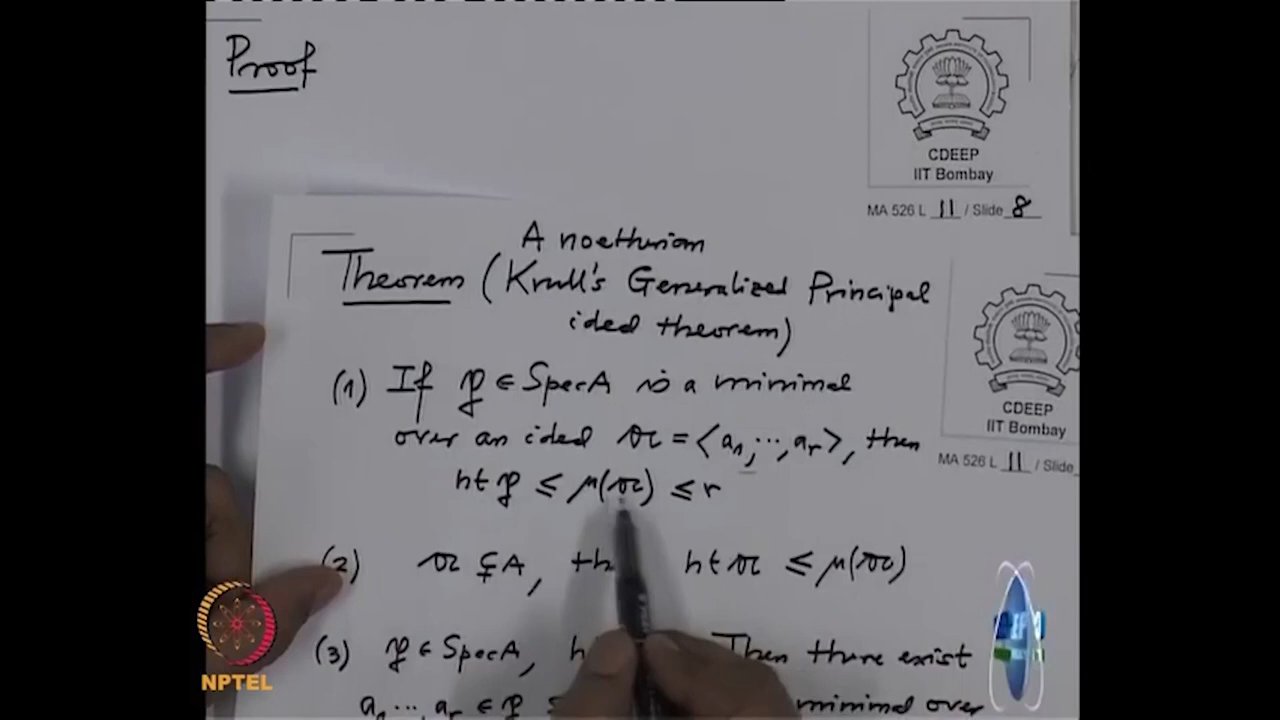 Proof
CDEEP
IIT Bombay
MA 526 L 11 / Slide 8
A noetherian
Theorem (Krull's Generalized Principal
ideal theorem)
CDEEP
IIT Bombay
MA 526 L 11 / Slide
(1) If 𝔭 ∈ Spec A is a minimal
over an ideal 𝔞 = ⟨a₁, ⋯, aᵣ⟩, then
ht 𝔭 ≤ μ(𝔞) ≤ r
(2) 𝔞 ⊊ A, ht 𝔞 ≤ μ(𝔞)
(3) 𝔭 ∈ Spec A, Then there exist
a₁ ⋯, aᵣ ∈ 𝔭 minimal over
NPTEL